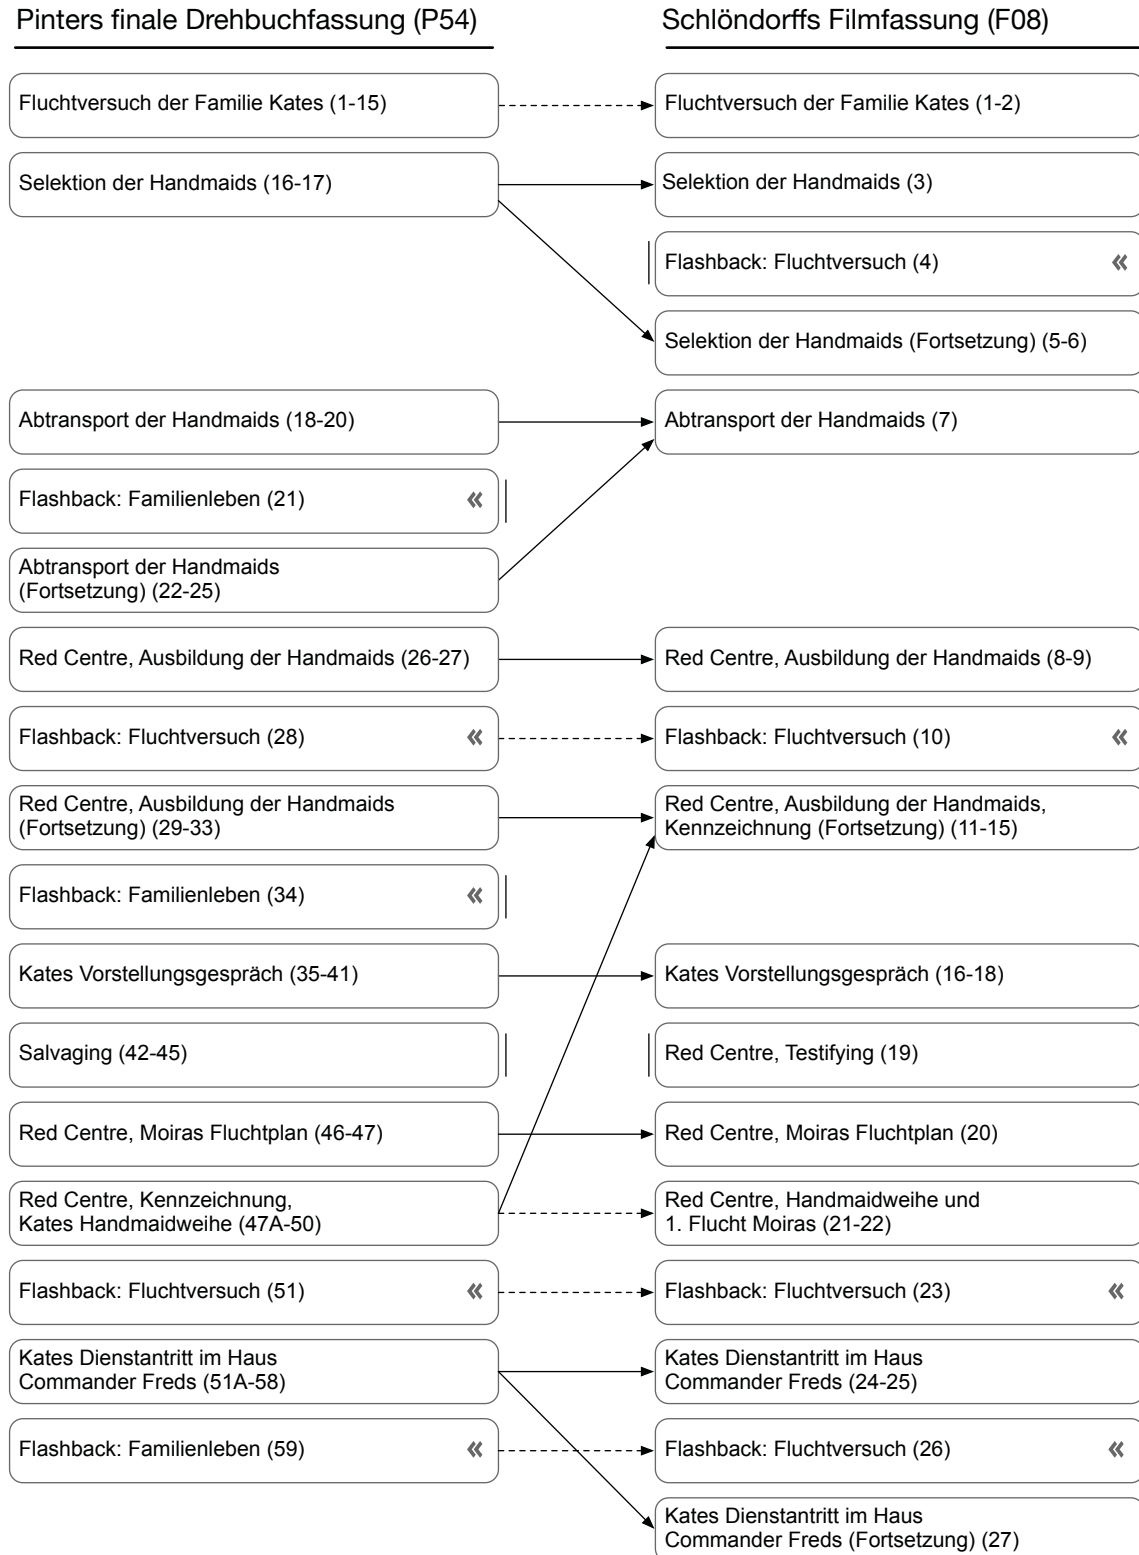 Pinters finale Drehbuchfassung (P54)
Schlöndorffs Filmfassung (F08)
Fluchtversuch der Familie Kates (1-15)
Fluchtversuch der Familie Kates (1-2)
Selektion der Handmaids (16-17)
Selektion der Handmaids (3)
Flashback: Fluchtversuch (4) «
Selektion der Handmaids (Fortsetzung) (5-6)
Abtransport der Handmaids (18-20)
Abtransport der Handmaids (7)
Flashback: Familienleben (21) «
Abtransport der Handmaids
(Fortsetzung) (22-25)
Red Centre, Ausbildung der Handmaids (26-27)
Red Centre, Ausbildung der Handmaids (8-9)
Flashback: Fluchtversuch (28) «
Flashback: Fluchtversuch (10) «
Red Centre, Ausbildung der Handmaids
(Fortsetzung) (29-33)
Red Centre, Ausbildung der Handmaids,
Kennzeichnung (Fortsetzung) (11-15)
Flashback: Familienleben (34) «
Kates Vorstellungsgespräch (35-41)
Kates Vorstellungsgespräch (16-18)
Salvaging (42-45)
Red Centre, Testifying (19)
Red Centre, Moiras Fluchtplan (46-47)
Red Centre, Moiras Fluchtplan (20)
Red Centre, Kennzeichnung,
Kates Handmaidweihe (47A-50)
Red Centre, Handmaidweihe und
1. Flucht Moiras (21-22)
Flashback: Fluchtversuch (51) «
Flashback: Fluchtversuch (23) «
Kates Dienstantritt im Haus
Commander Freds (51A-58)
Kates Dienstantritt im Haus
Commander Freds (24-25)
Flashback: Familienleben (59) «
Flashback: Fluchtversuch (26) «
Kates Dienstantritt im Haus
Commander Freds (Fortsetzung) (27)